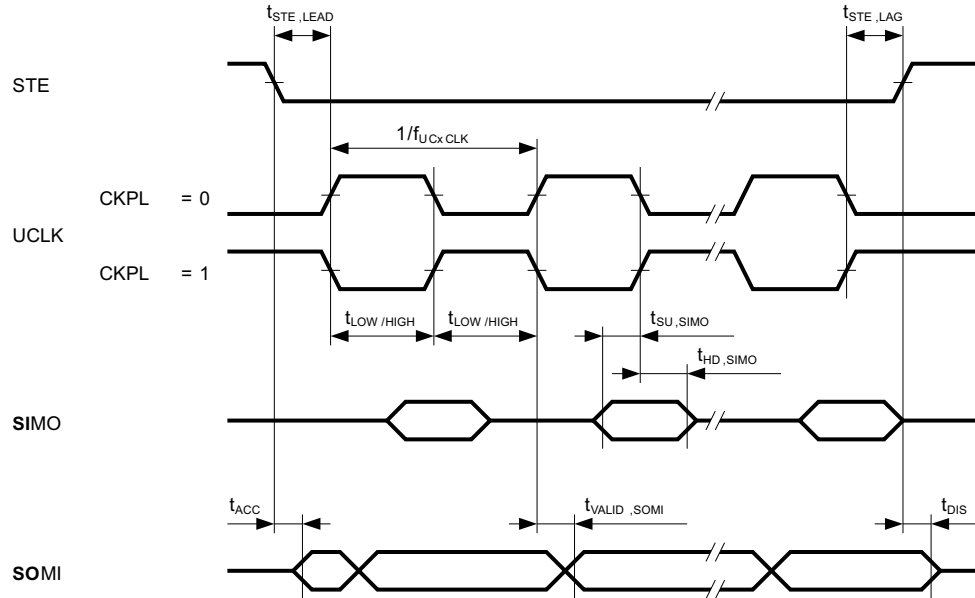 tSTE,LEAD
tSTE,LAG
STE
1/fUCxCLK
CKPL = 0
UCLK
CKPL = 1
tLOW/HIGH tLOW/HIGH
tSU,SIMO
tHD,SIMO
SIMO
tACC
tVALID,SOMI
tDIS
SOMI